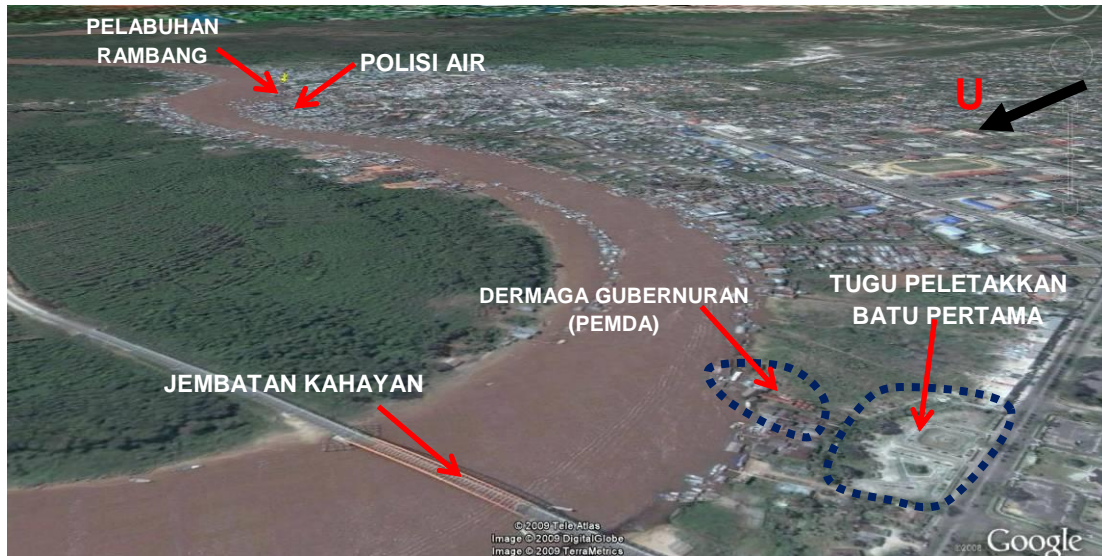 PELABUHAN
RAMBANG
POLISI AIR
U
DERMAGA GUBERNURAN
(PEMDA)
TUGU PELETAKKAN
BATU PERTAMA
JEMBATAN KAHAYAN
© 2009 Tele Atlas
Image © 2009 DigitalGlobe
Image © 2009 TerraMetrics
©2008 Google